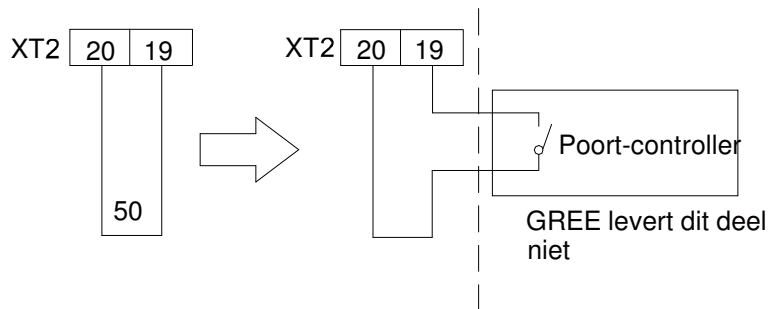 XT2 20 19
50
XT2 20 19
Poort-controller
GREE levert dit deel
niet